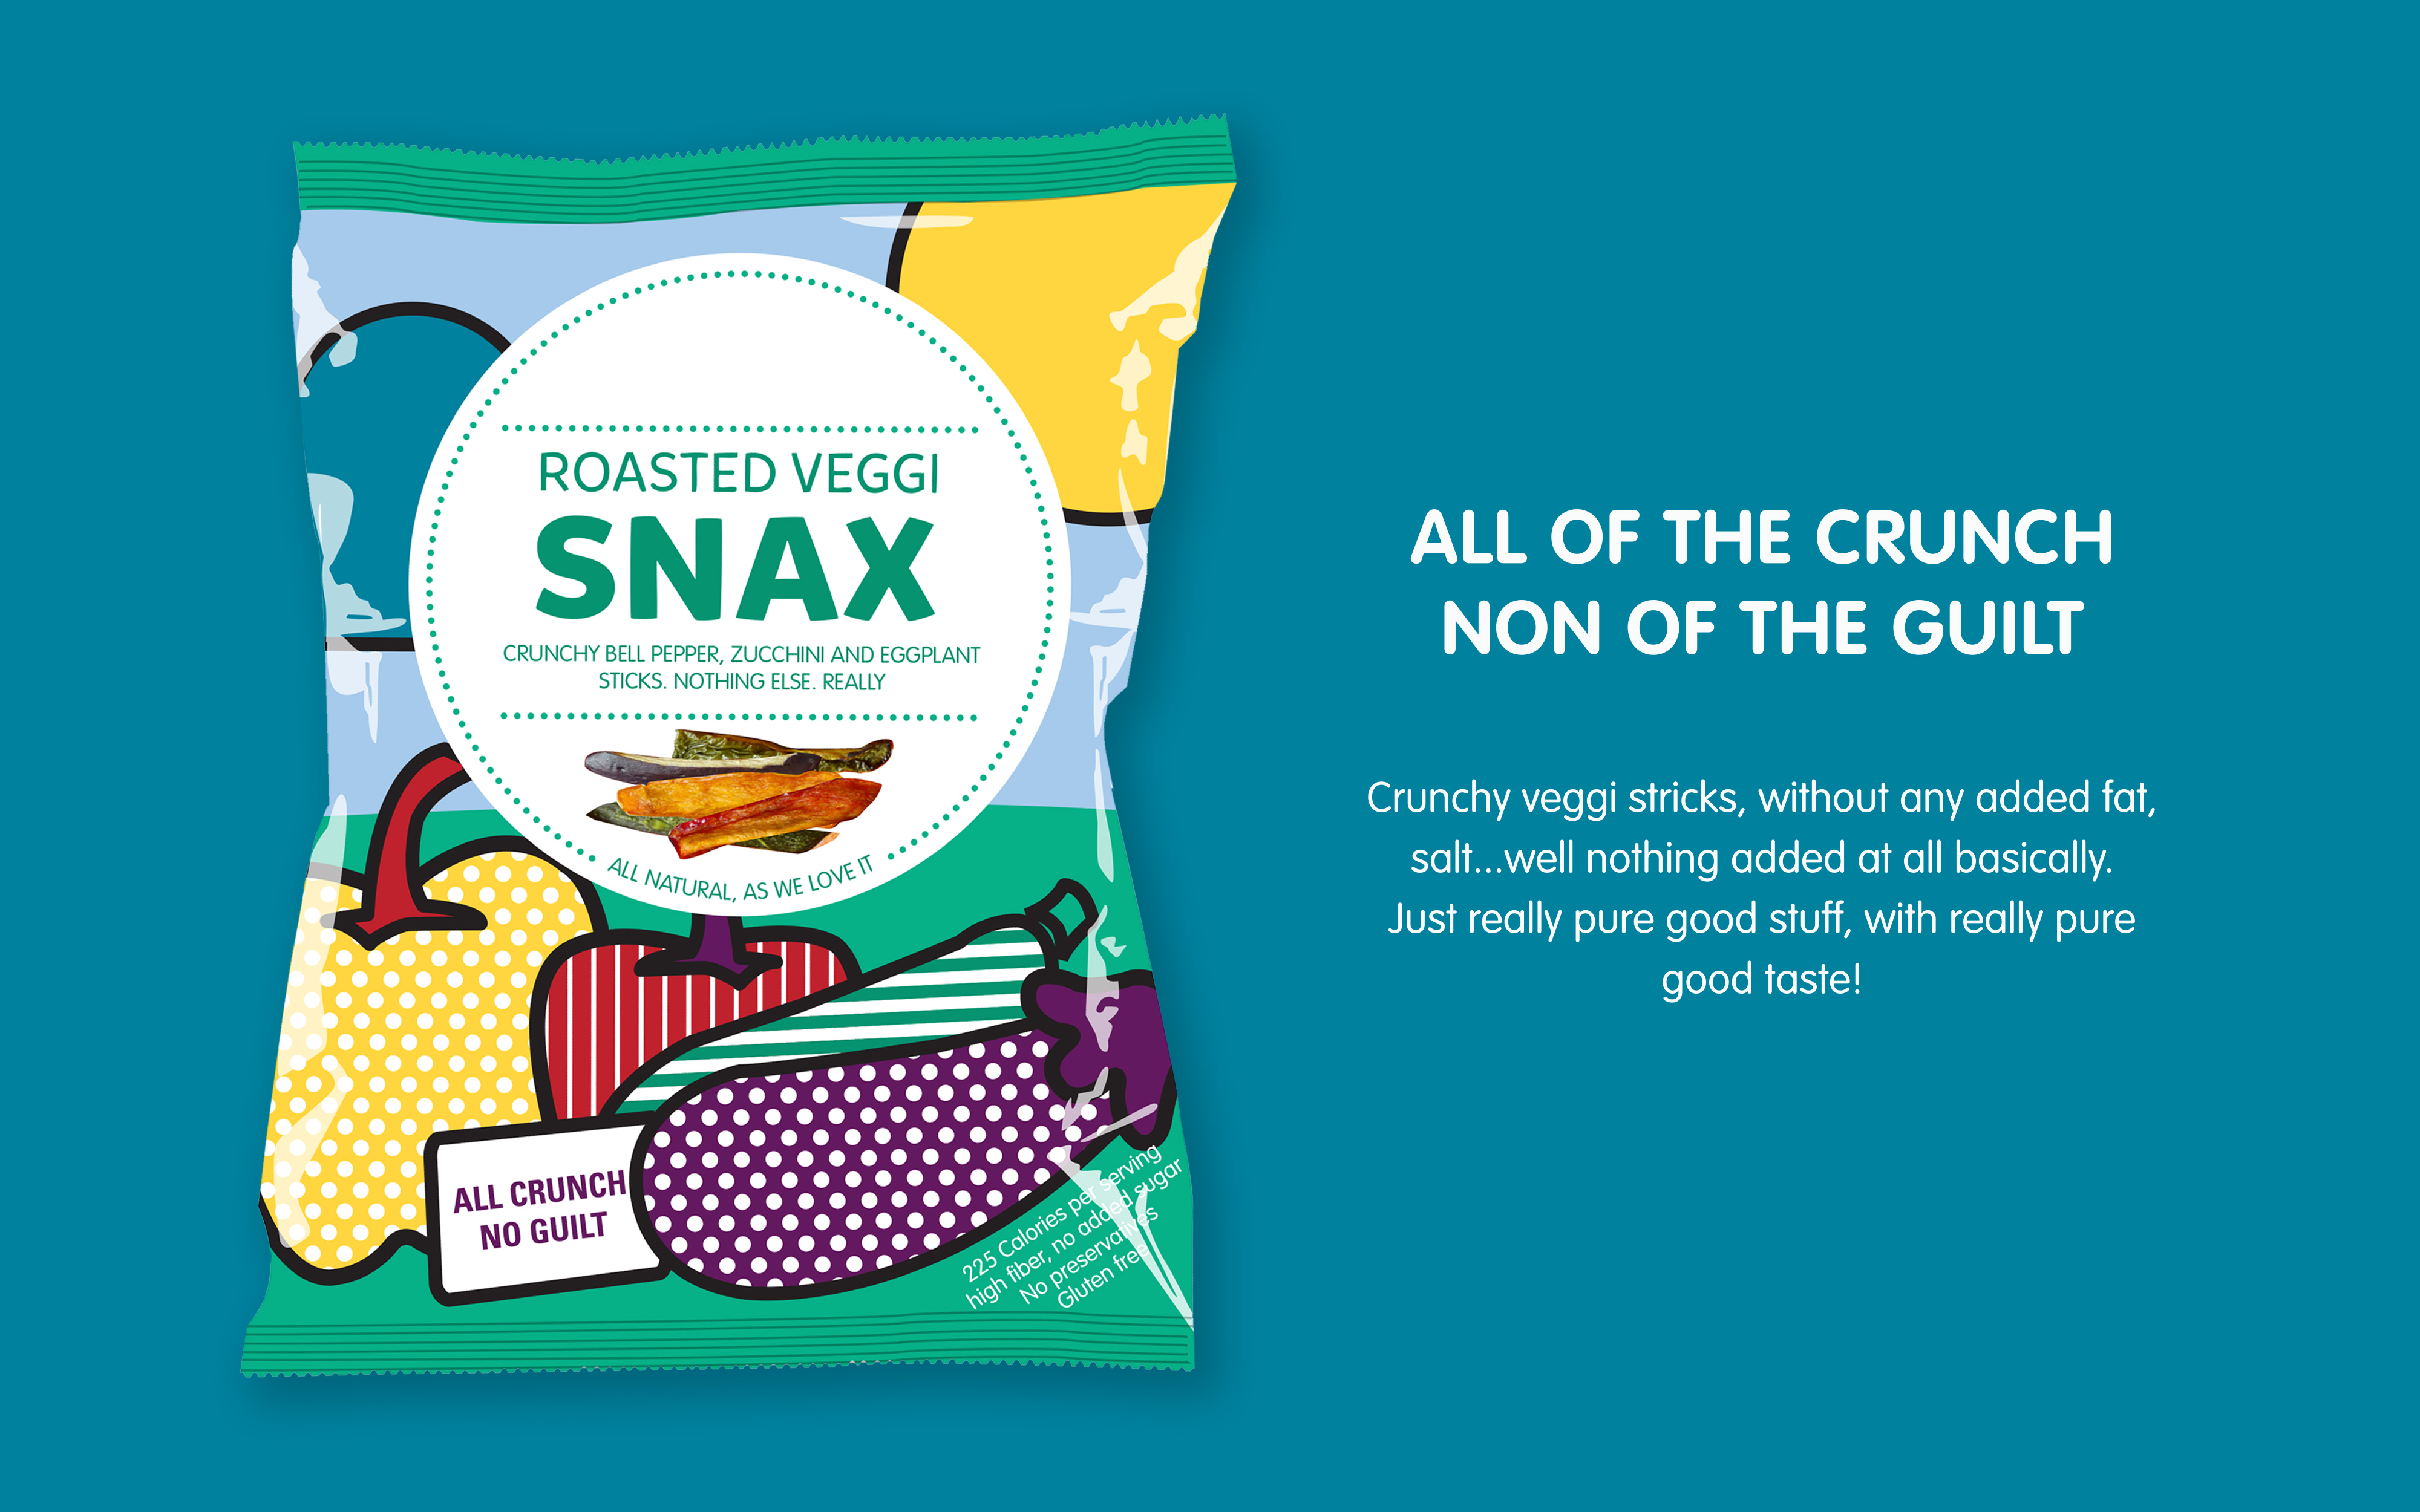 ROASTED VEGGI
SNAX
CRUNCHY BELL PEPPER, ZUCCHINI AND EGGPLANT
STICKS. NOTHING ELSE. REALLY
ALL NATURAL, AS WE LOVE IT
ALL CRUNCH
NO GUILT
225 Calories per serving
high fiber, no added sugar
No preservatives
Gluten free
ALL OF THE CRUNCH
NON OF THE GUILT
Crunchy veggi stricks, without any added fat,
salt...well nothing added at all basically.
Just really pure good stuff, with really pure
good taste!